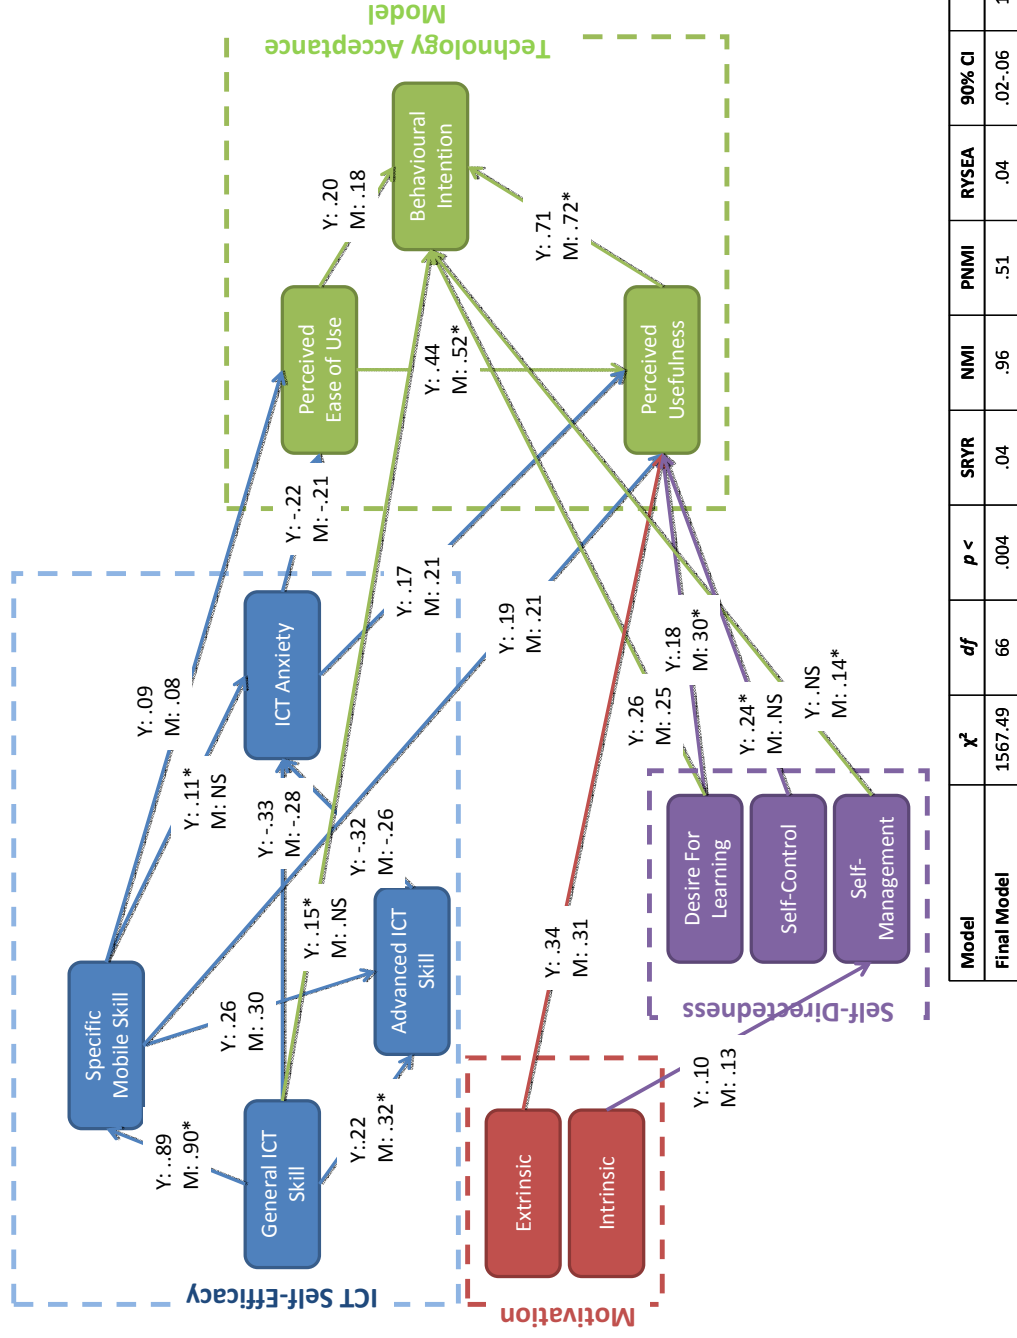 ICT Self-Efficacy
Specific
Mobile Skill
General ICT
Skill
Advanced ICT
Skill
ICT Anxiety
Y: .89
M: .90*
Y:.22
M: .32*
Y: .26
M: .30
Y: .15*
M: .NS
Y: -.33
M: -.28
Y: -.32
M: -.26
Y: .11*
M: NS
Y: .09
M: .08
Y: -.22
M: -.21
Y: .17
M: .21
Y: .19
M: .21
Technology Acceptance
Model
Perceived
Ease of Use
Behavioural
Intention
Perceived
Usefulness
Y: .20
M: .18
Y: .44
M: .52*
Y: .71
M: .72*
Motivation
Extrinsic
Intrinsic
Y: .34
M: .31
Y: .10
M: .13
Self-Directedness
Desire For
Learning
Self-Control
Self-
Management
Y: .26
M: .25
Y:.18
M: 30*
Y: .24*
M: .NS
Y: .NS
M: .14*
Model χ² df p < SRYR NMI PNMI RYSEA 90% CI
Final Model 1567.49 66 .004 .04 .96 .51 .04 .02-.06